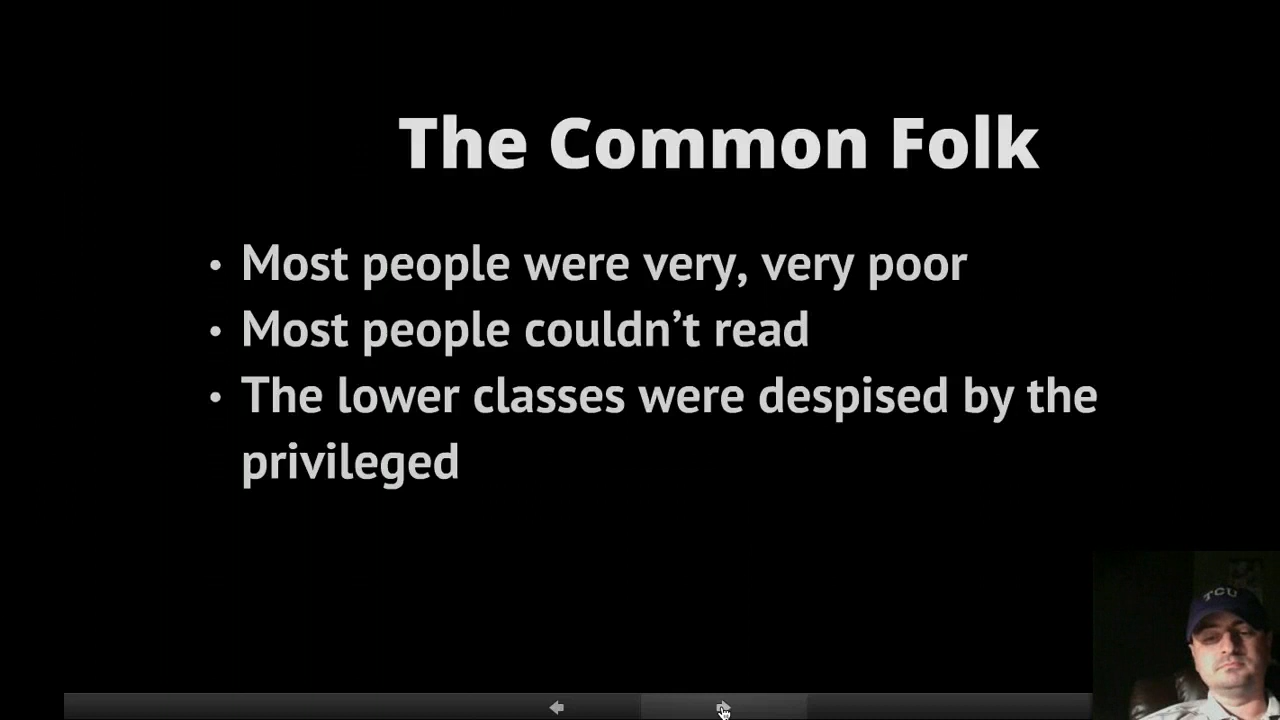 The Common Folk
• Most people were very, very poor
• Most people couldn’t read
• The lower classes were despised by the
privileged
TCU